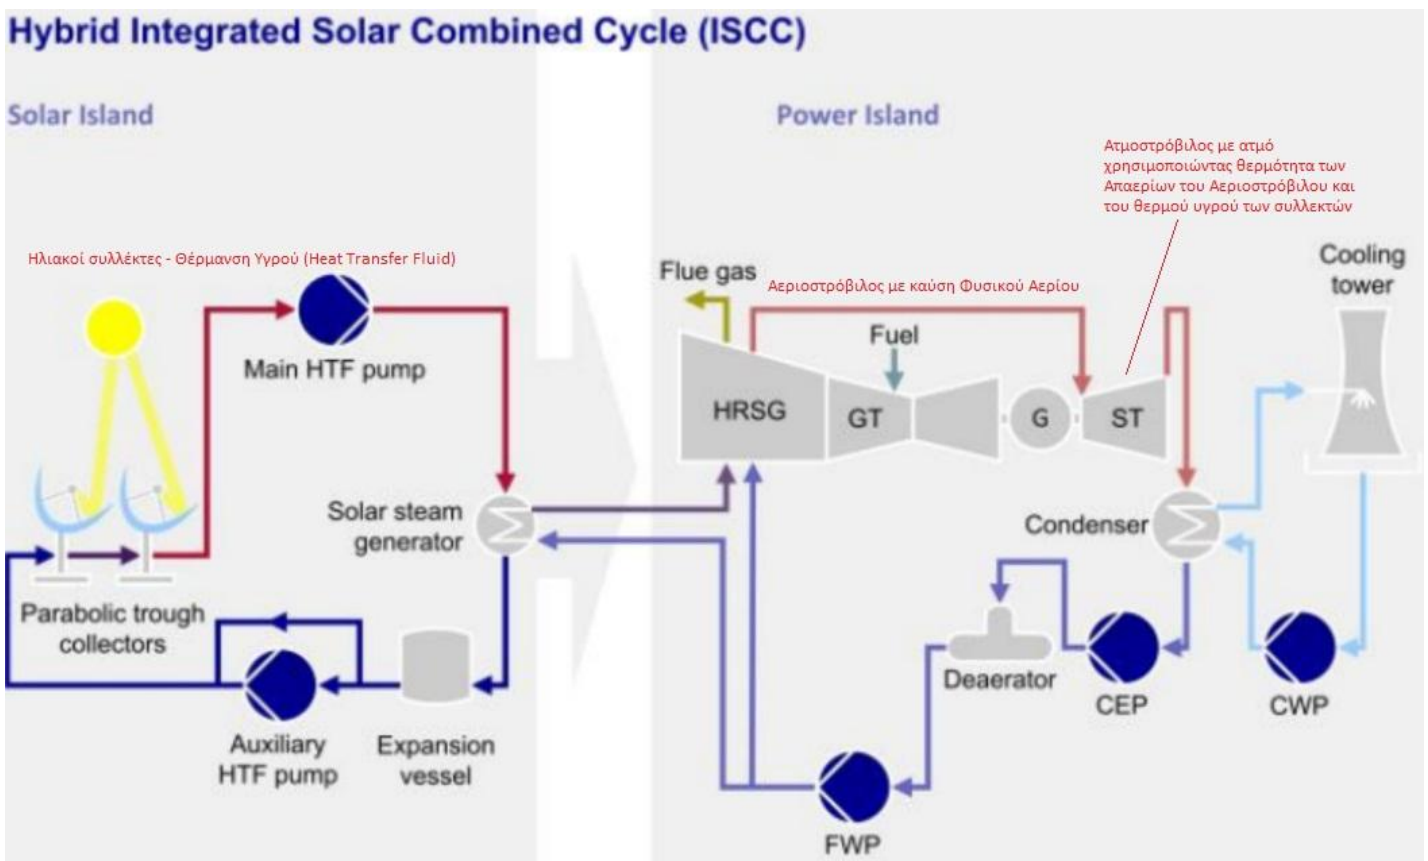 Hybrid Integrated Solar Combined Cycle (ISCC)
Solar Island
Power Island
Ατμοστρόβιλος με ατμό
χρησιμοποιώντας θερμότητα των
Απαερίων του Αεριοστρόβιλου και
του θερμού υγρού των συλλεκτών
Ηλιακοί συλλέκτες - Θέρμανση Υγρού (Heat Transfer Fluid)
Flue gas
Αεριοστρόβιλος με καύση Φυσικού Αερίου
Cooling
tower
Fuel
Main HTF pump
HRSG
GT
G
ST
Solar steam
generator
Condenser
Parabolic trough
collectors
Deaerator
CEP
CWP
Auxiliary
HTF pump
Expansion
vessel
FWP